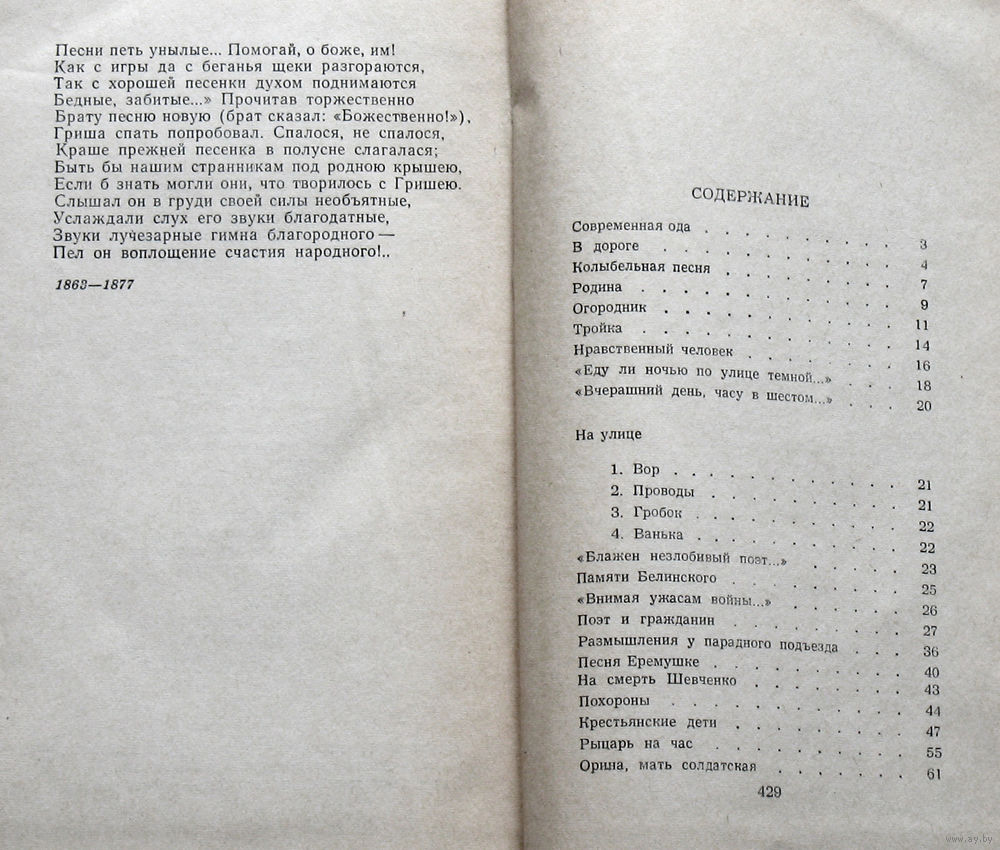 Песни петь унылые... Помогай, о боже, им!
Как с игры да с беганья щеки разгораются,
Так с хорошей песенки духом поднимаются
Бедные, забитые...» Прочитав торжественно
Брату песню новую (брат сказал: «Божественно!»),
Гриша спать попробовал. Спалося, не спалося,
Краше прежней песенка в полусне слагалася;
Быть бы нашим странникам под родною крышею,
Если б знать могли они, что творилось с Гришею.
Слышал он в груди своей силы необъятные,
Услаждали слух его звуки благодатные,
Звуки лучезарные гимна благородного —
Пел он воплощение счастия народного!..
1863—1877
СОДЕРЖАНИЕ
Современная ода . . . . . . . . . . 3
В дороге . . . . . . . . . . . . 4
Колыбельная песня . . . . . . . . . 7
Родина . . . . . . . . . . . . . 9
Огородник . . . . . . . . . . . . 11
Тройка . . . . . . . . . . . . . 14
Нравственный человек . . . . . . . . 16
«Еду ли ночью по улице темной...» . . . . 18
«Вчерашний день, часу в шестом...» . . . 20
На улице
1. Вор . . . . . . . . . . . 21
2. Проводы . . . . . . . . . 21
3. Гробок . . . . . . . . . . 22
4. Ванька . . . . . . . . . . 22
«Блажен незлобивый поэт...» . . . . . 23
Памяти Белинского . . . . . . . . . 25
«Внимая ужасам войны...» . . . . . . 26
Поэт и гражданин . . . . . . . . . 27
Размышления у парадного подъезда . . . 36
Песня Еремушке . . . . . . . . . . 40
На смерть Шевченко . . . . . . . . 43
Похороны . . . . . . . . . . . . 44
Крестьянские дети . . . . . . . . . 47
Рыцарь на час . . . . . . . . . . 55
Орина, мать солдатская . . . . . . . 61
429
www.ay.by